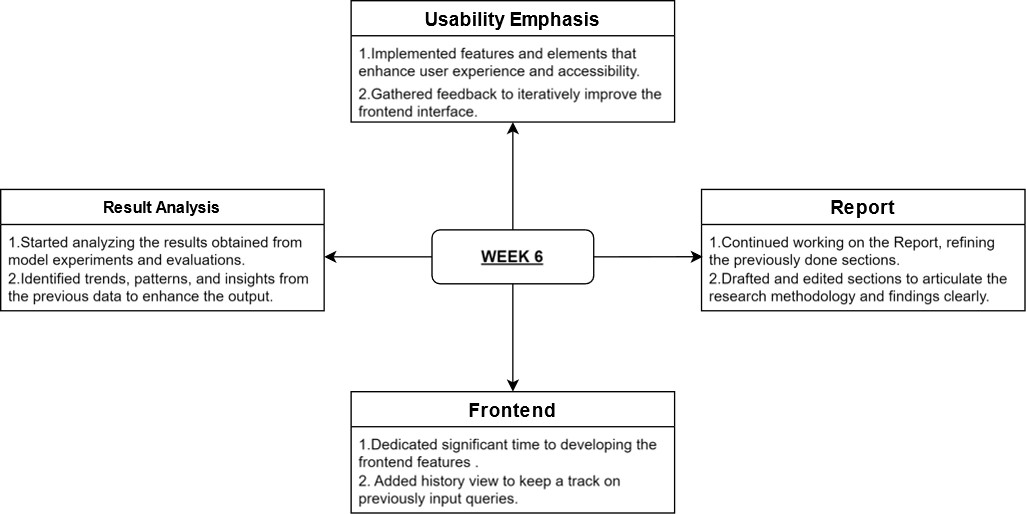 Usability Emphasis
1.Implemented features and elements that
enhance user experience and accessibility.
2.Gathered feedback to iteratively improve the
frontend interface.
Result Analysis
1.Started analyzing the results obtained from
model experiments and evaluations.
2.Identified trends, patterns, and insights from
the previous data to enhance the output.
WEEK 6
Report
1.Continued working on the Report, refining
the previously done sections.
2.Drafted and edited sections to articulate the
research methodology and findings clearly.
Frontend
1.Dedicated significant time to developing the
frontend features .
2. Added history view to keep a track on
previously input queries.